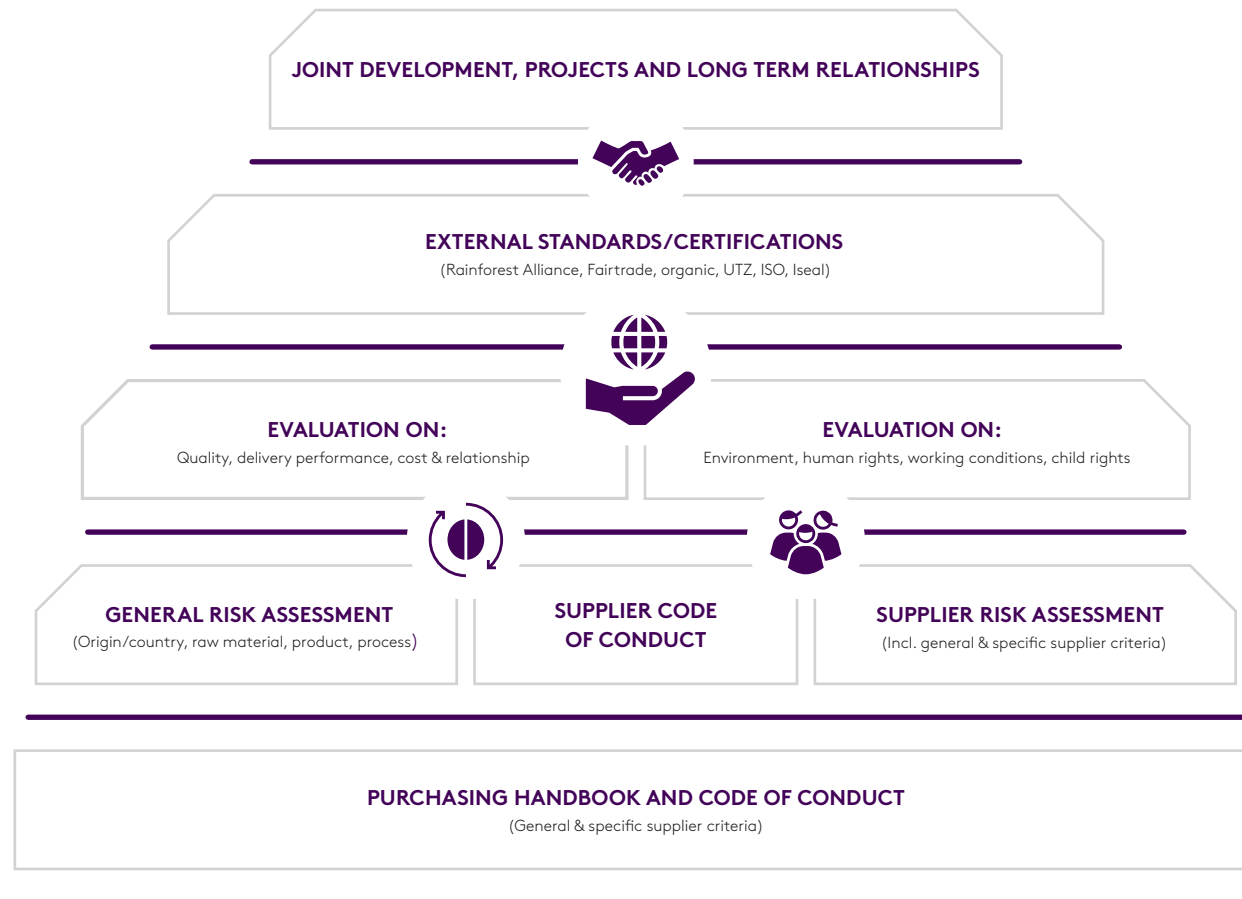 JOINT DEVELOPMENT, PROJECTS AND LONG TERM RELATIONSHIPS
EXTERNAL STANDARDS/CERTIFICATIONS
(Rainforest Alliance, Fairtrade, organic, UTZ, ISO, Iseal)
EVALUATION ON:
Quality, delivery performance, cost & relationship
EVALUATION ON:
Environment, human rights, working conditions, child rights
GENERAL RISK ASSESSMENT
(Origin/country, raw material, product, process)
SUPPLIER CODE
OF CONDUCT
SUPPLIER RISK ASSESSMENT
(Incl. general & specific supplier criteria)
PURCHASING HANDBOOK AND CODE OF CONDUCT
(General & specific supplier criteria)